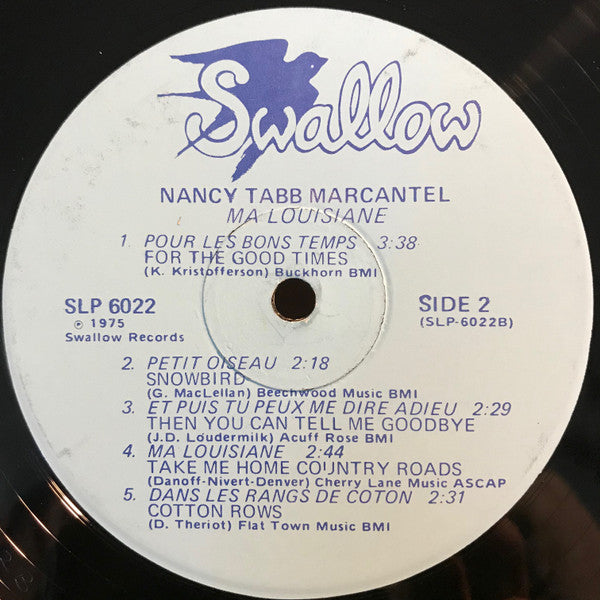 Swallow
NANCY TABB MARCANTEL
MA LOUISIANE
1. POUR LES BONS TEMPS 3:38
FOR THE GOOD TIMES
(K. Kristofferson) Buckhorn BMI
SLP 6022
℗ 1975
Swallow Records
SIDE 2
(SLP-6022B)
2. PETIT OISEAU 2:18
SNOWBIRD
(G. MacLellan) Beechwood Music BMI
3. ET PUIS TU PEUX ME DIRE ADIEU 2:29
THEN YOU CAN TELL ME GOODBYE
(J.D. Loudermilk) Acuff Rose BMI
4. MA LOUISIANE 2:44
TAKE ME HOME COUNTRY ROADS
(Danoff-Nivert-Denver) Cherry Lane Music ASCAP
5. DANS LES RANGS DE COTON 2:31
COTTON ROWS
(D. Theriot) Flat Town Music BMI